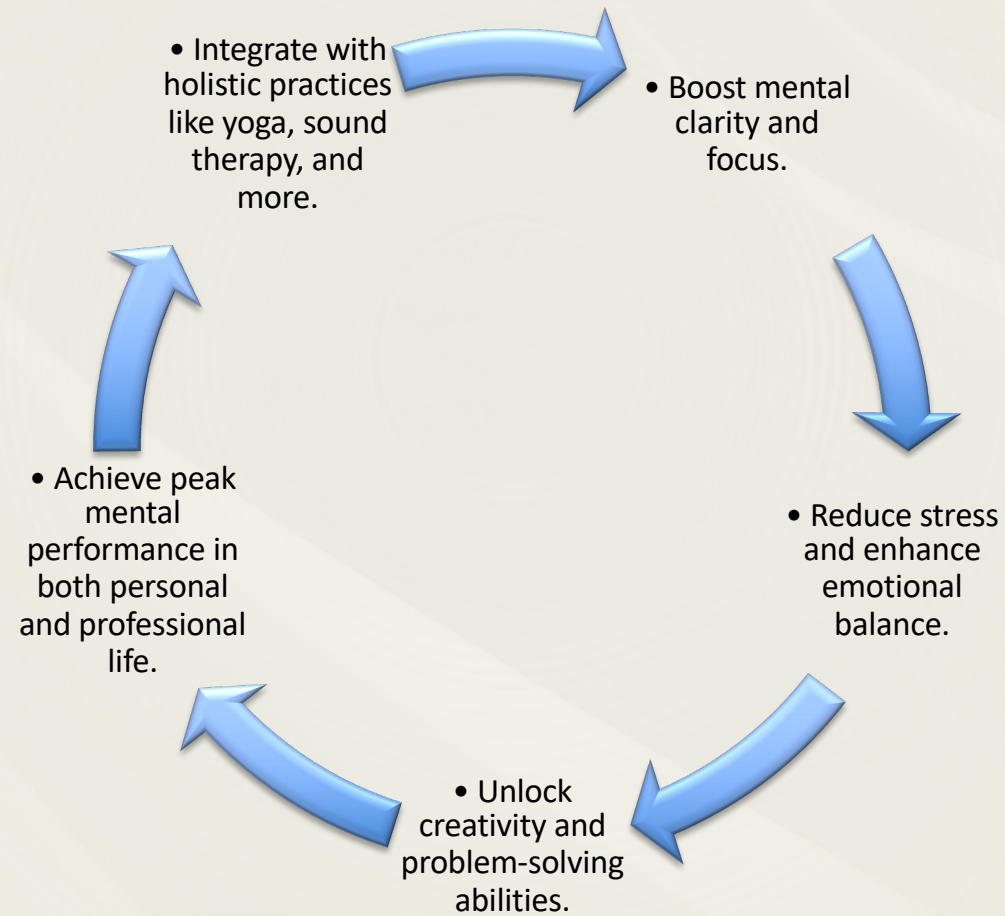 • Integrate with
holistic practices
like yoga, sound
therapy, and
more.
• Boost mental
clarity and
focus.
• Reduce stress
and enhance
emotional
balance.
• Unlock
creativity and
problem-solving
abilities.
• Achieve peak
mental
performance in
both personal
and professional
life.